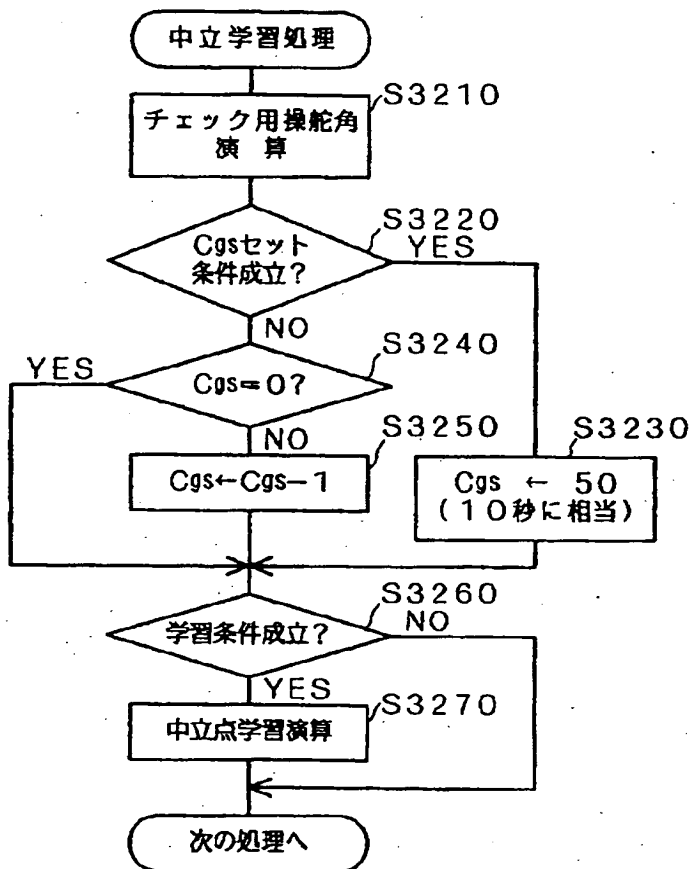 中立学習処理
S3210
チェック用操舵角
演 算
S3220
Cgsセット
条件成立?
YES
NO
S3240
YES
Cgs=0?
NO
S3250
Cgs←Cgs-1
S3230
Cgs ← 50
(10秒に相当)
S3260
学習条件成立?
NO
YES
S3270
中立点学習演算
次の処理へ